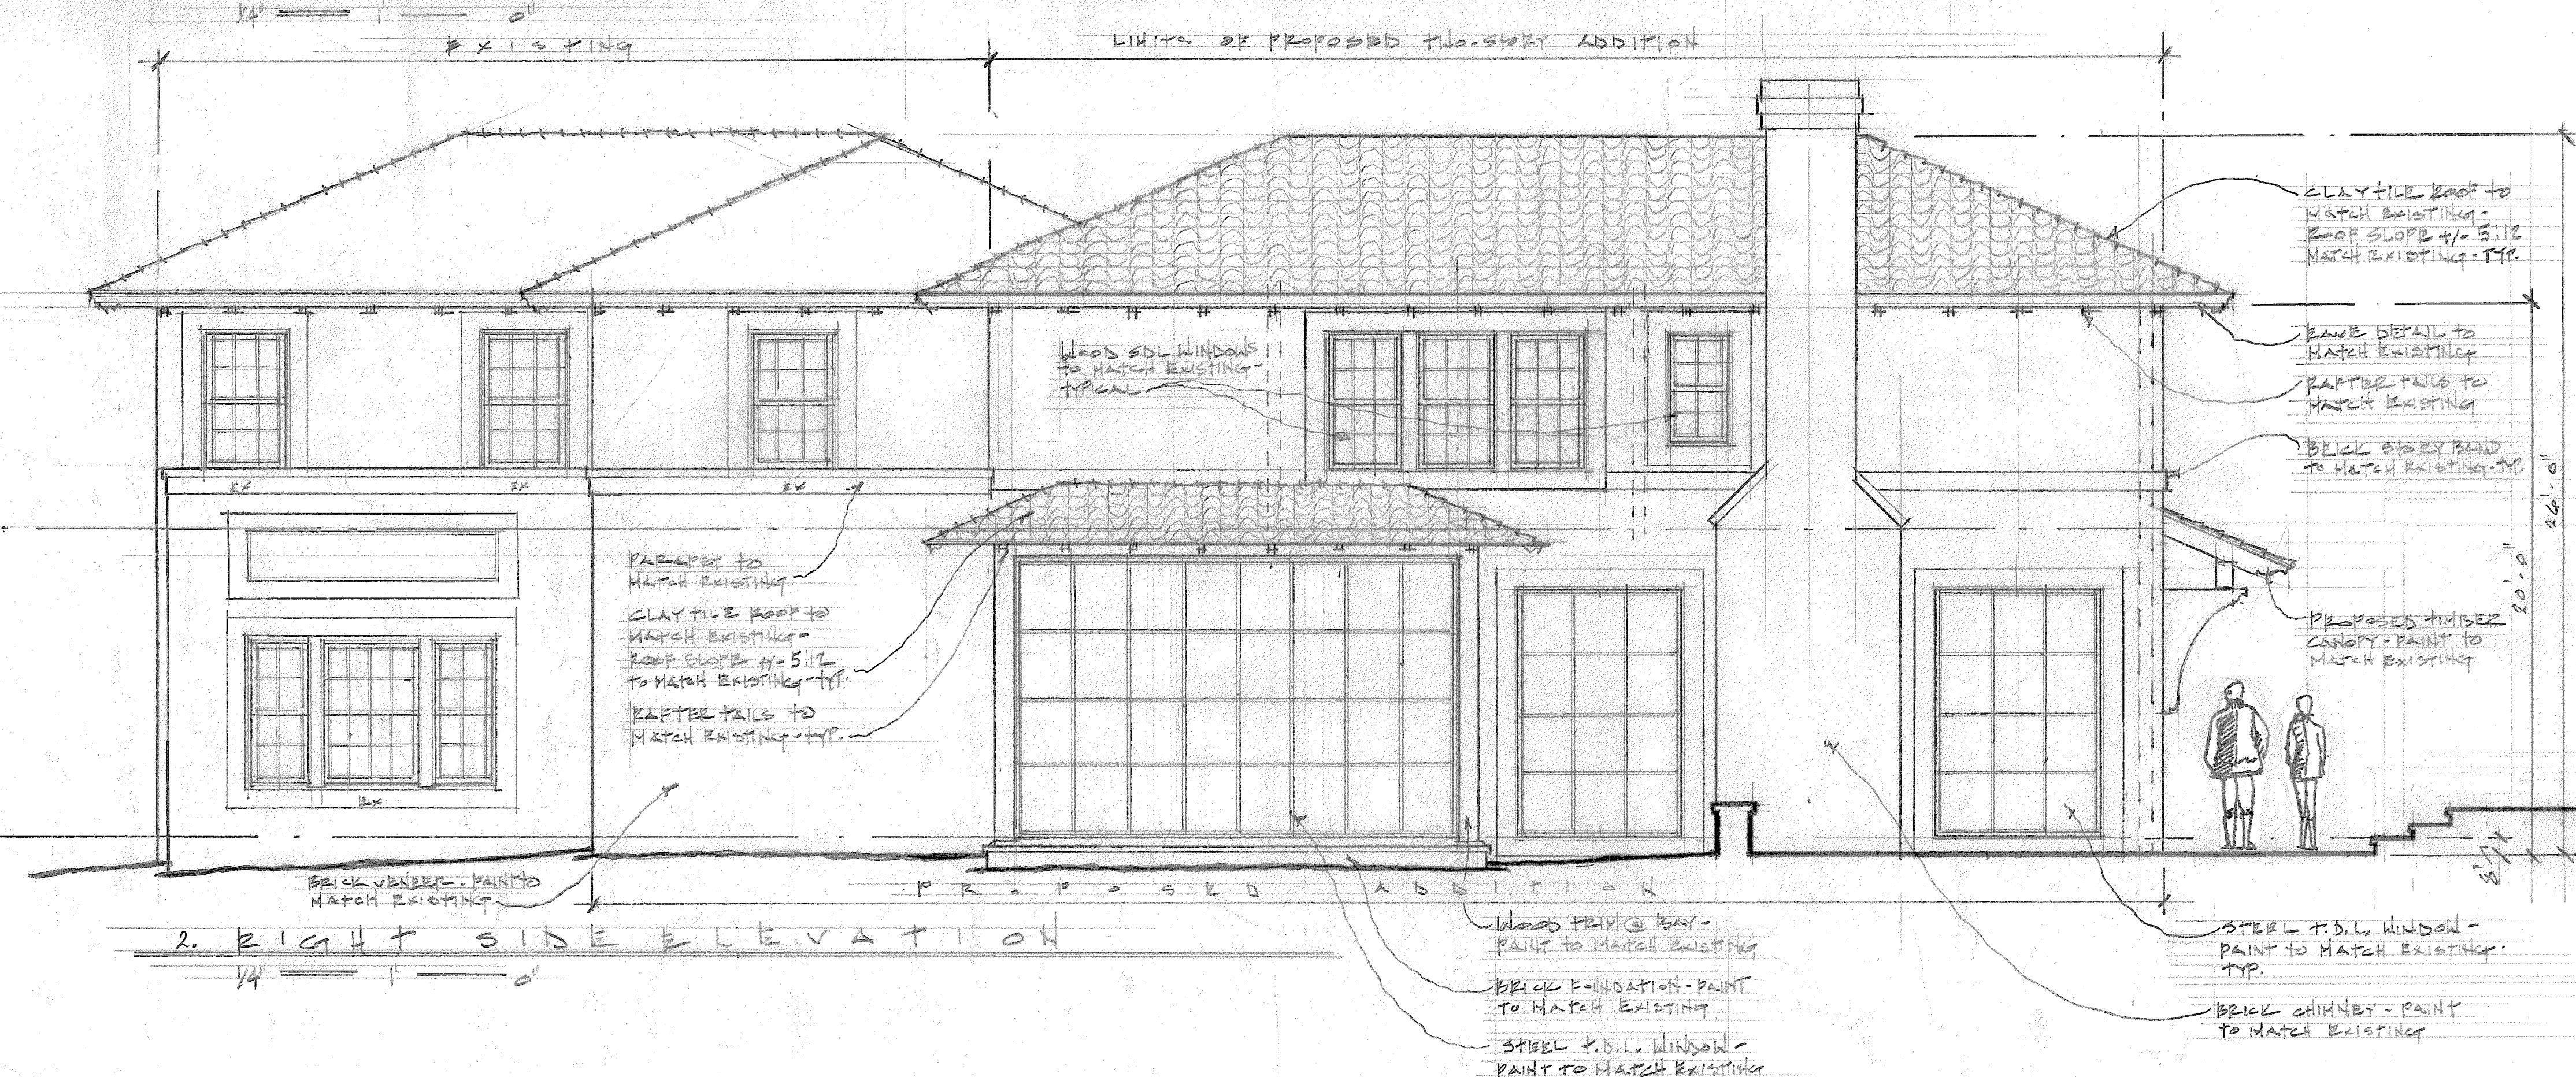 1/4" 1' 0"
EXISTING
LIMITS OF PROPOSED TWO-STORY ADDITION
CLAY TILE ROOF TO
MATCH EXISTING -
ROOF SLOPE +/- 5:12
MATCH EXISTING - TYP.
EAVE DETAIL TO
MATCH EXISTING
RAFTER TAILS TO
MATCH EXISTING
BRICK STORY BAND
TO MATCH EXISTING - TYP.
26'-0"
20'-0"
WOOD SDL WINDOWS
TO MATCH EXISTING -
TYPICAL
EX
EX
EX
PARAPET TO
MATCH EXISTING
CLAY TILE ROOF TO
MATCH EXISTING -
ROOF SLOPE +/- 5:12
TO MATCH EXISTING - TYP.
RAFTER TAILS TO
MATCH EXISTING - TYP.
PROPOSED TIMBER
CANOPY - PAINT TO
MATCH EXISTING
EX
BRICK VENEER - PAINT TO
MATCH EXISTING
PROPOSED ADDITION
2. RIGHT SIDE ELEVATION
1/4" 1' 0"
WOOD TRIM @ BAY -
PAINT TO MATCH EXISTING
BRICK FOUNDATION - PAINT
TO MATCH EXISTING
STEEL T.D.L. WINDOW -
PAINT TO MATCH EXISTING
STEEL T.D.L. WINDOW -
PAINT TO MATCH EXISTING -
TYP.
BRICK CHIMNEY - PAINT
TO MATCH EXISTING